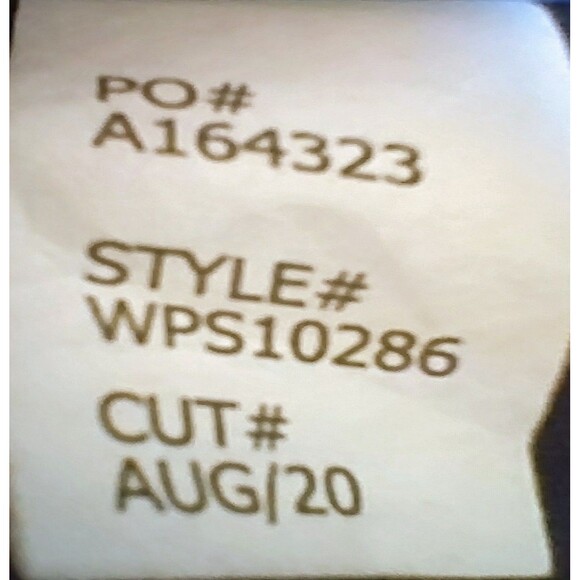 PO#
A164323
STYLE#
WPS10286
CUT#
AUG/20